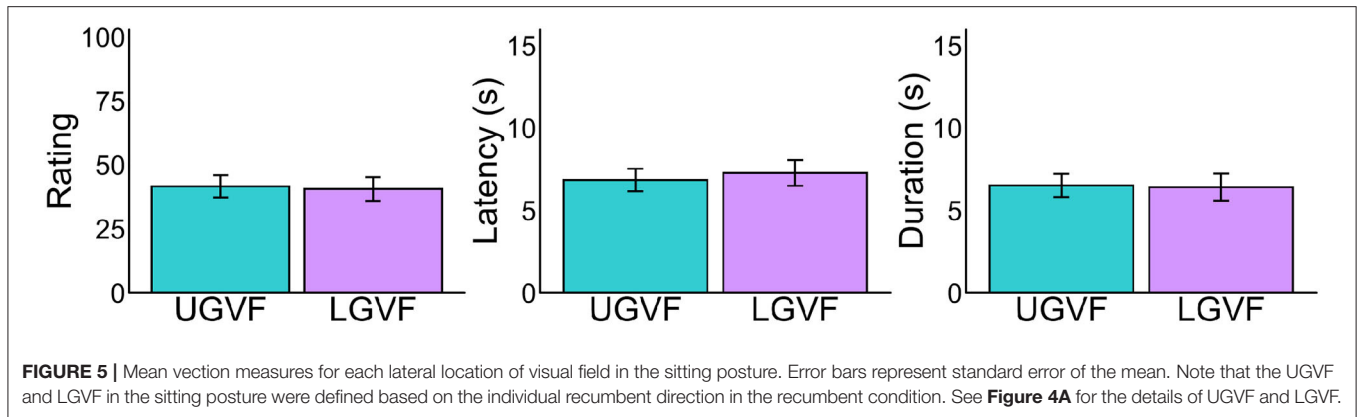 100
75
50
25
0
Rating
UGVF LGVF
15
10
5
0
Latency (s)
UGVF LGVF
15
10
5
0
Duration (s)
UGVF LGVF
FIGURE 5 | Mean vection measures for each lateral location of visual field in the sitting posture. Error bars represent standard error of the mean. Note that the UGVF
and LGVF in the sitting posture were defined based on the individual recumbent direction in the recumbent condition. See Figure 4A for the details of UGVF and LGVF.